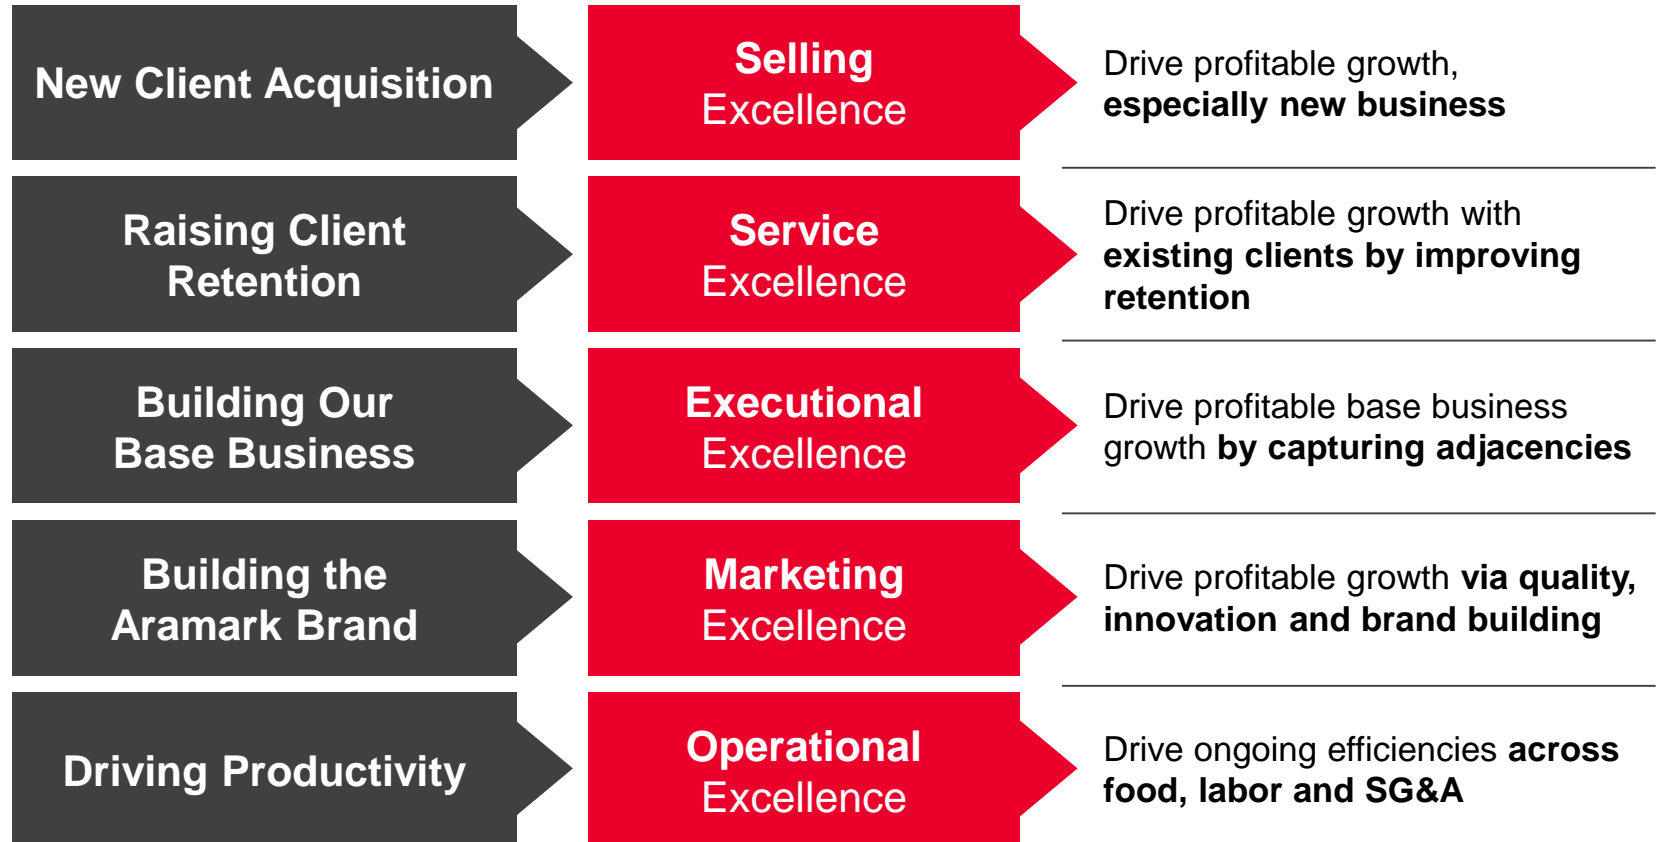 New Client Acquisition
Selling
Excellence
Drive profitable growth,
especially new business
Raising Client
Retention
Service
Excellence
Drive profitable growth with
existing clients by improving
retention
Building Our
Base Business
Executional
Excellence
Drive profitable base business
growth by capturing adjacencies
Building the
Aramark Brand
Marketing
Excellence
Drive profitable growth via quality,
innovation and brand building
Driving Productivity
Operational
Excellence
Drive ongoing efficiencies across
food, labor and SG&A